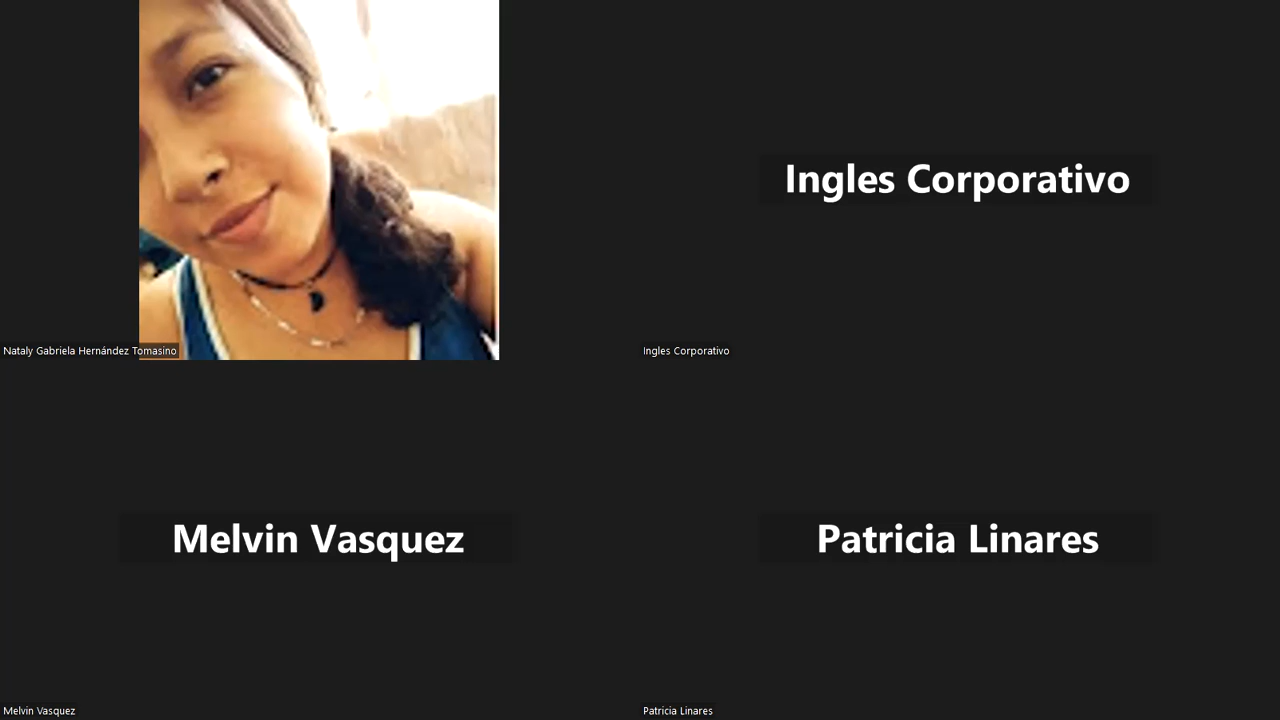 Ingles Corporativo
Nataly Gabriela Hernández Tomasino
Ingles Corporativo
Melvin Vasquez
Patricia Linares
Melvin Vasquez
Patricia Linares